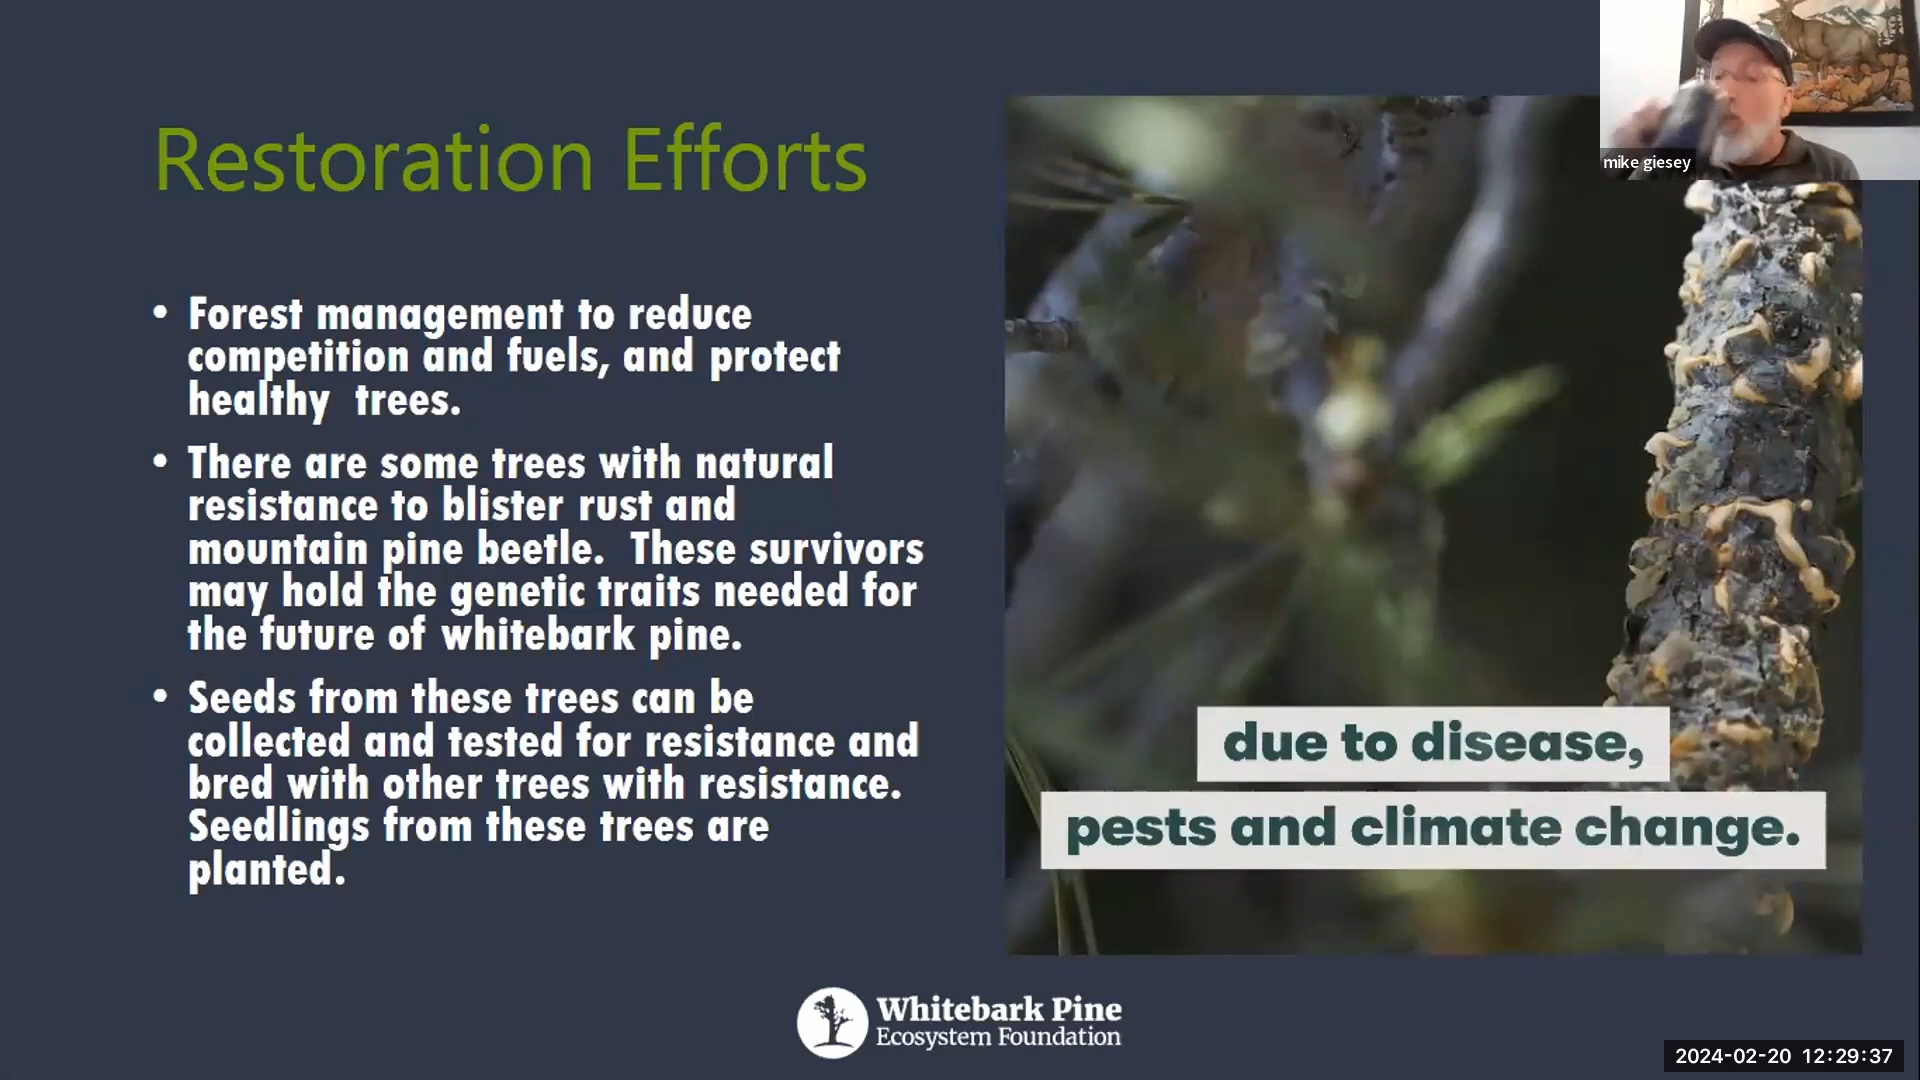 Restoration Efforts
• Forest management to reduce
competition and fuels, and protect
healthy trees.
• There are some trees with natural
resistance to blister rust and
mountain pine beetle. These survivors
may hold the genetic traits needed for
the future of whitebark pine.
• Seeds from these trees can be
collected and tested for resistance and
bred with other trees with resistance.
Seedlings from these trees are
planted.
mike giesey
due to disease,
pests and climate change.
Whitebark Pine
Ecosystem Foundation
2024-02-20 12:29:37